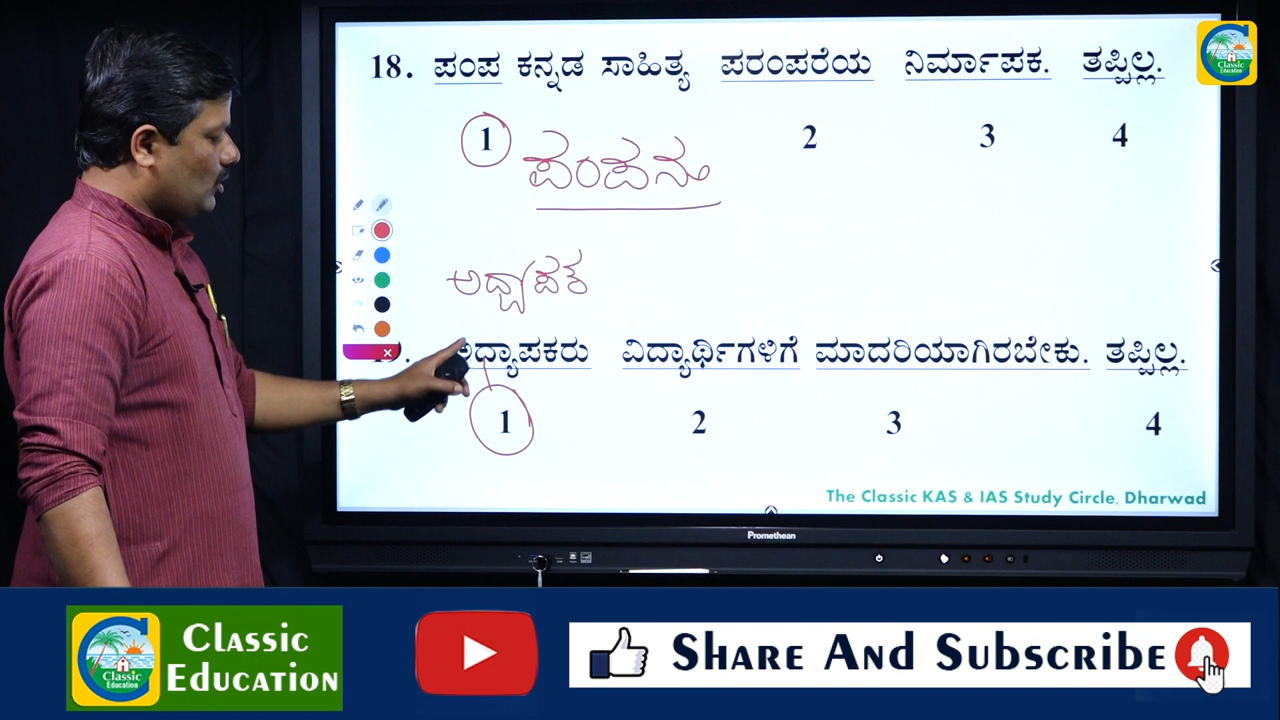 18. ಪಂಪ ಕನ್ನಡ ಸಾಹಿತ್ಯ ಪರಂಪರೆಯ ನಿರ್ಮಾಪಕ. ತಪ್ಪಿಲ್ಲ.
1 2 3 4
ಪಂಪನು
ಅಧ್ಯಾಪಕ
ಅಧ್ಯಾಪಕರು ವಿದ್ಯಾರ್ಥಿಗಳಿಗೆ ಮಾದರಿಯಾಗಿರಬೇಕು. ತಪ್ಪಿಲ್ಲ.
1 2 3 4
The Classic KAS & IAS Study Circle, Dharwad
Promethean
Classic
Education
Classic
Education
Classic
Education
Share And Subscribe